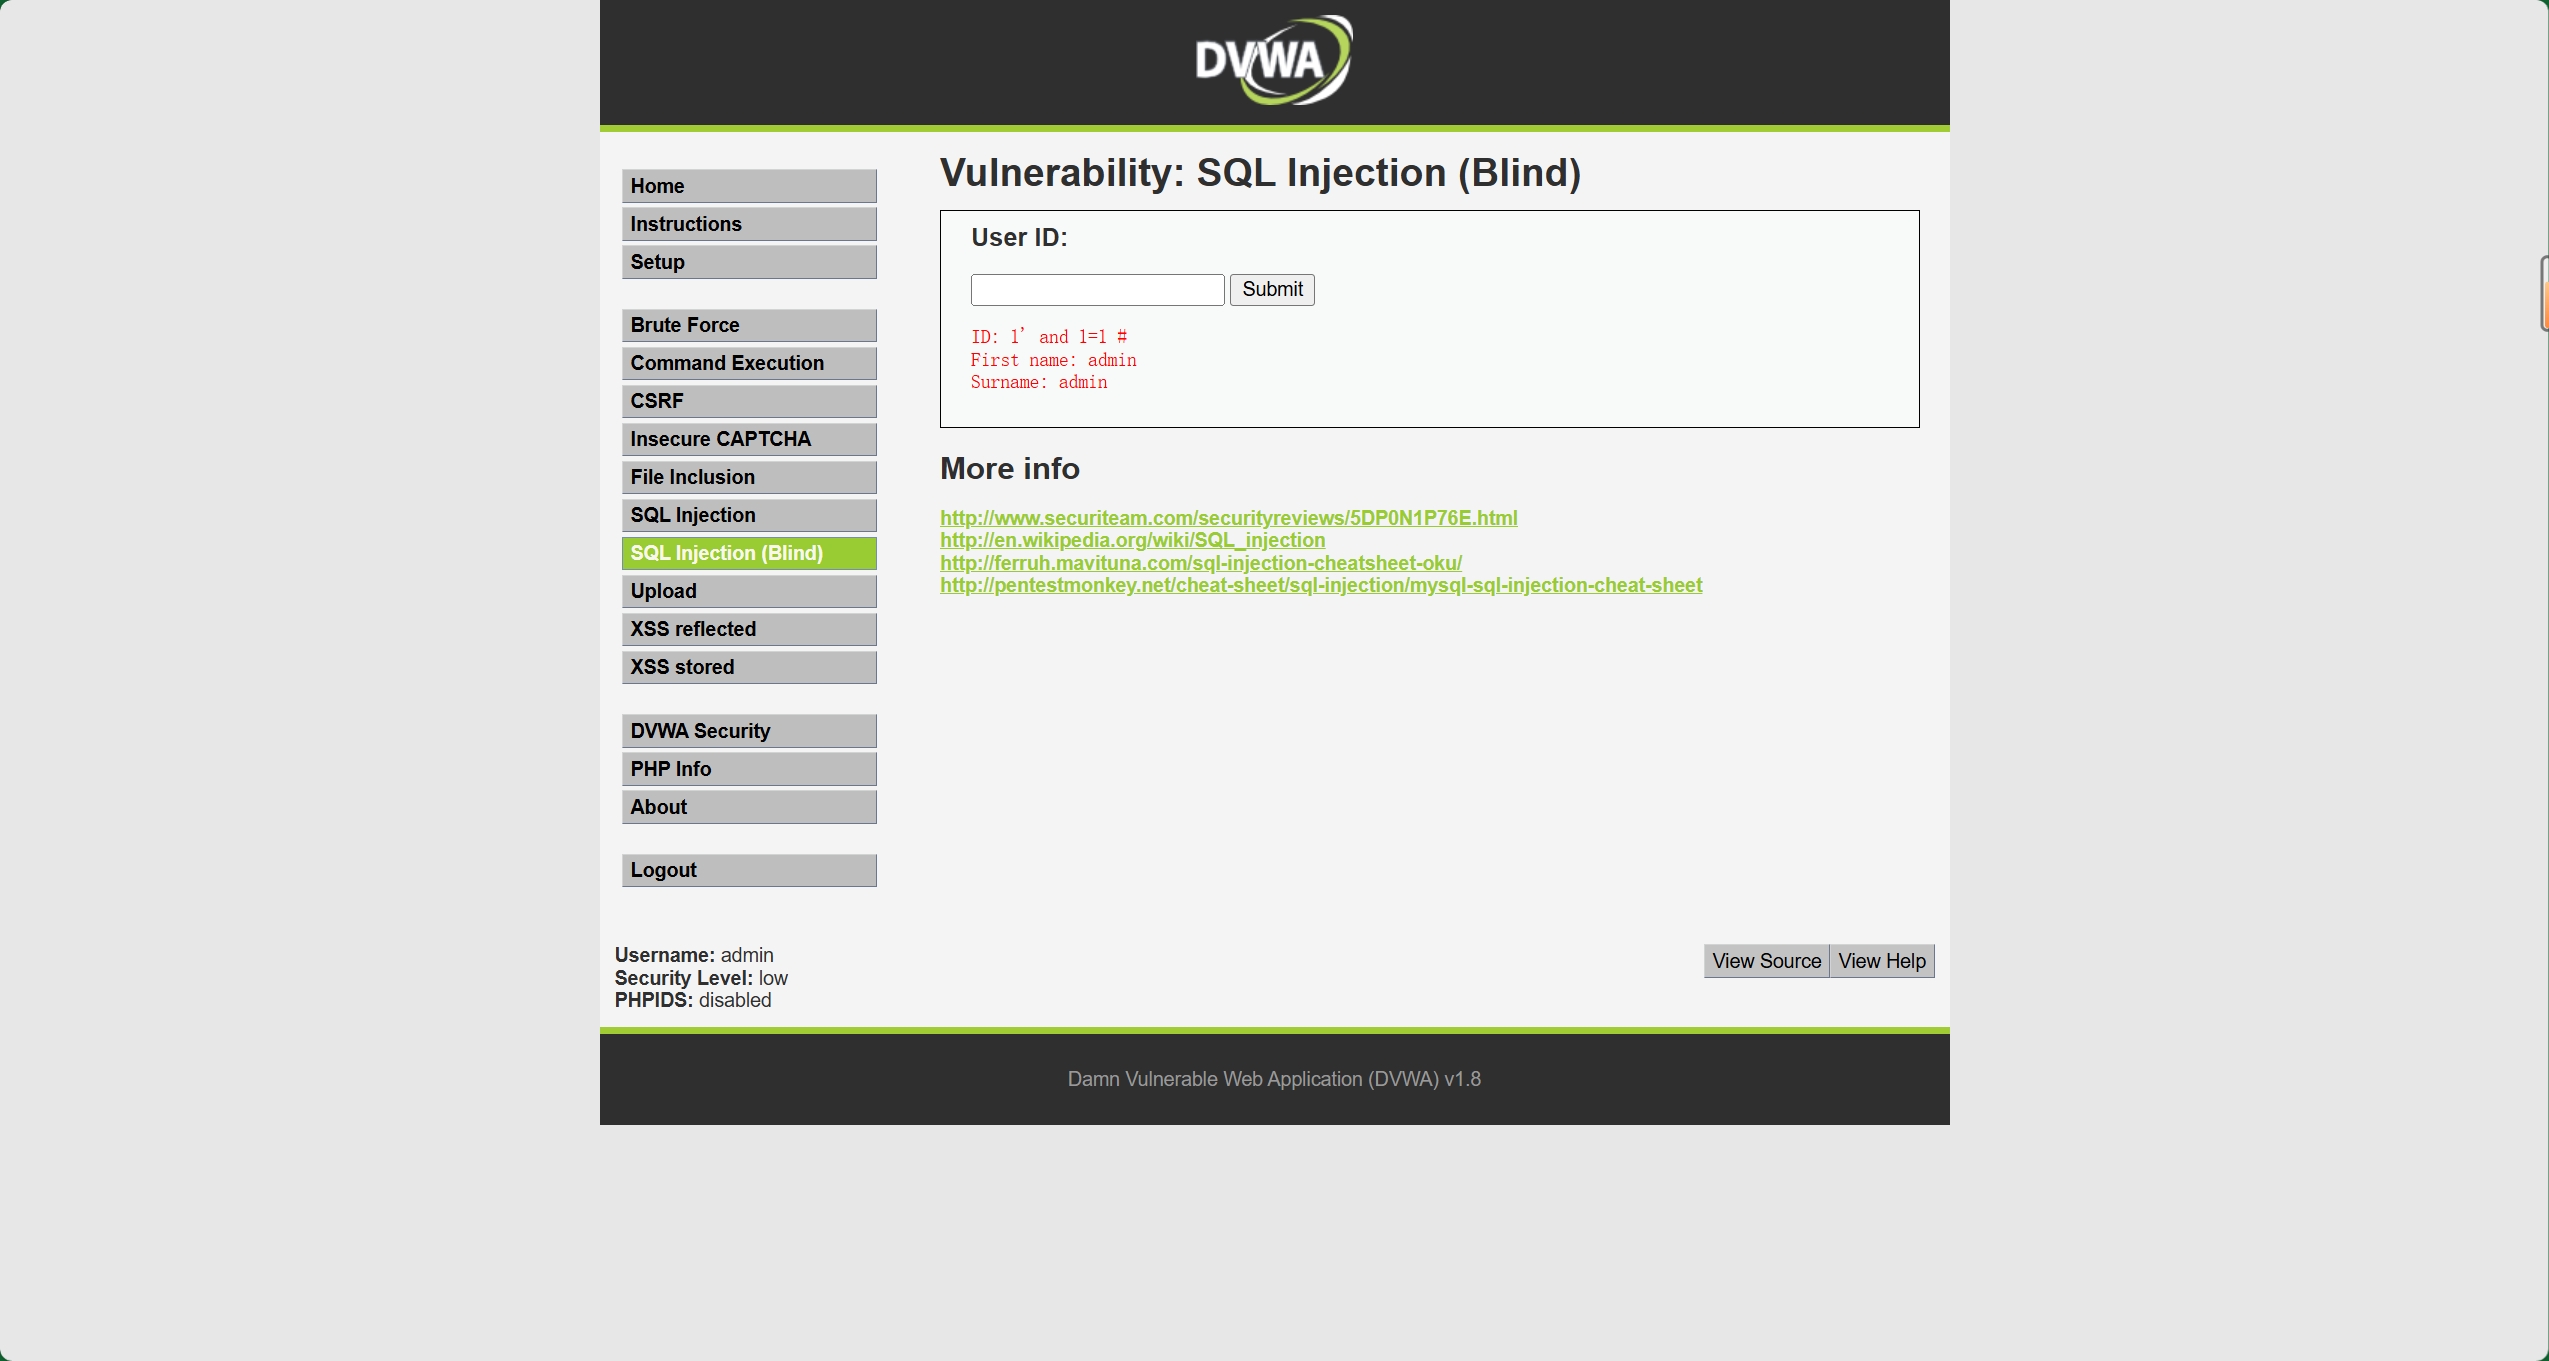 DVWA
Home
Instructions
Setup
Brute Force
Command Execution
CSRF
Insecure CAPTCHA
File Inclusion
SQL Injection
SQL Injection (Blind)
Upload
XSS reflected
XSS stored
DVWA Security
PHP Info
About
Logout
Vulnerability: SQL Injection (Blind)
User ID:
Submit
ID: 1' and 1=1 #
First name: admin
Surname: admin
More info
http://www.securiteam.com/securityreviews/5DP0N1P76E.html
http://en.wikipedia.org/wiki/SQL_injection
http://ferruh.mavituna.com/sql-injection-cheatsheet-oku/
http://pentestmonkey.net/cheat-sheet/sql-injection/mysql-sql-injection-cheat-sheet
Username: admin
Security Level: low
PHPIDS: disabled
View Source
View Help
Damn Vulnerable Web Application (DVWA) v1.8